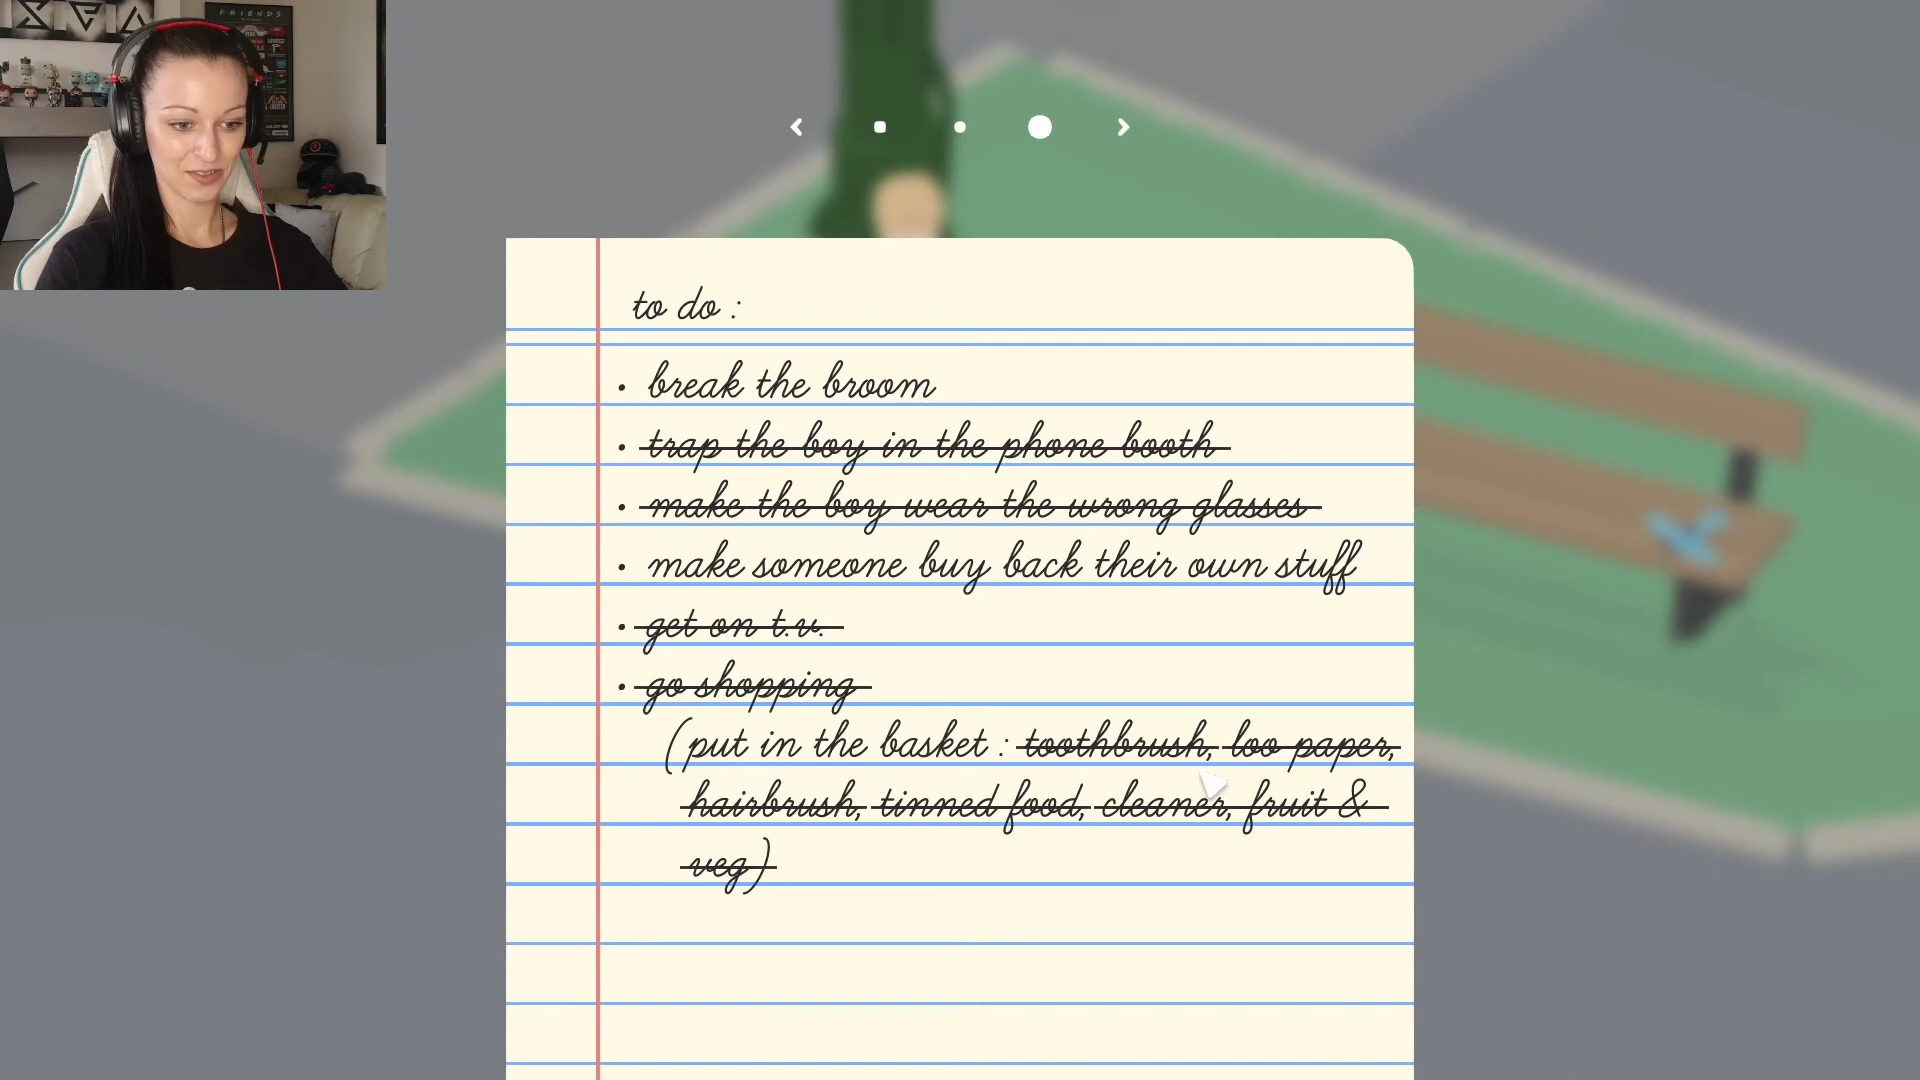 FRIENDS
to do :
• break the broom
• trap the boy in the phone booth
• make the boy wear the wrong glasses
• make someone buy back their own stuff
• get on t.v.
• go shopping
(put in the basket : toothbrush, loo paper,
hairbrush, tinned food, cleaner, fruit &
veg)